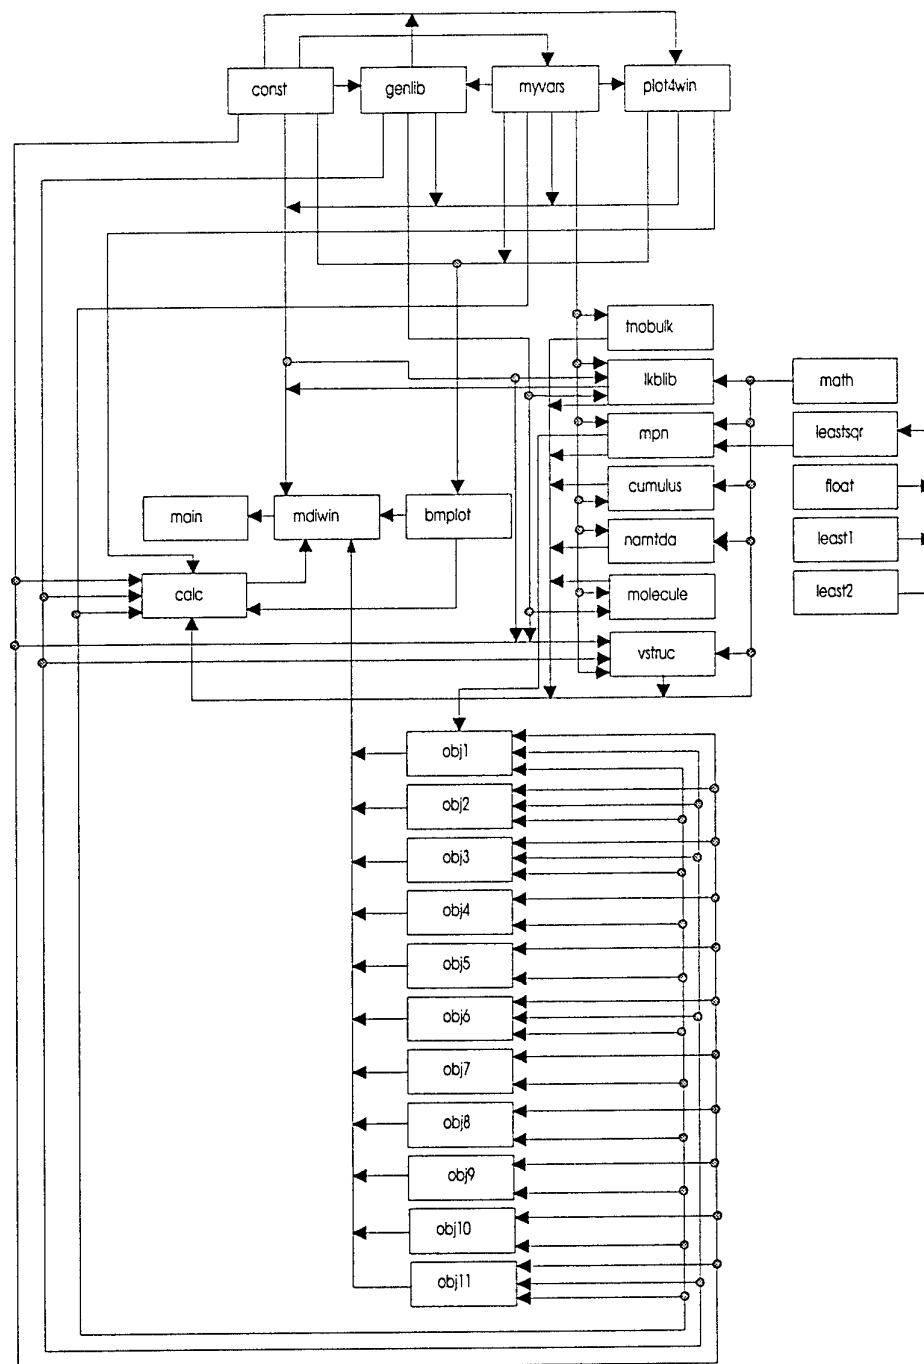 const
genlib
myvars
plot4win
tnobulk
lkblib
math
mpn
leastsqr
cumulus
float
main
mdiwin
bmplot
namtda
least1
calc
molecule
least2
vstruc
obj1
obj2
obj3
obj4
obj5
obj6
obj7
obj8
obj9
obj10
obj11